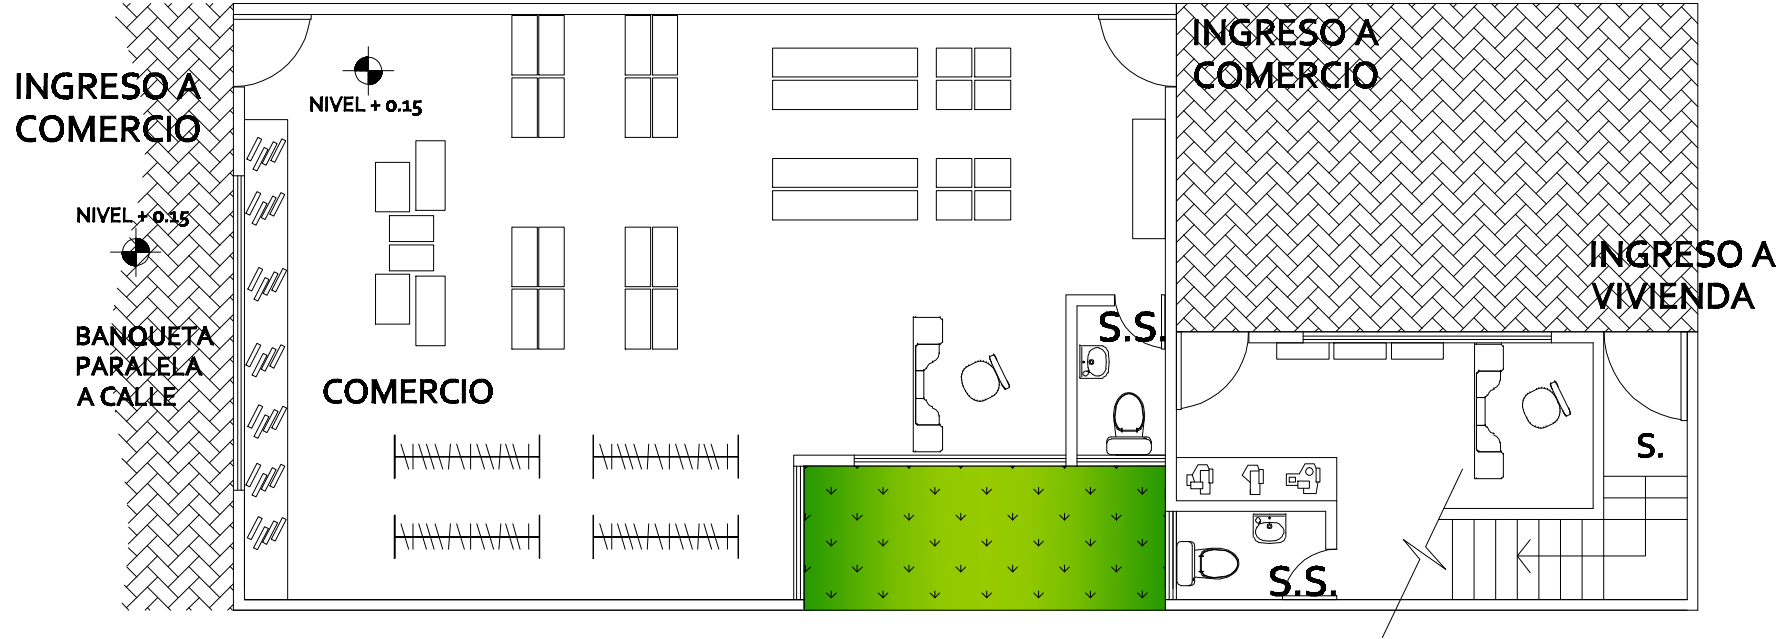 INGRESO A
COMERCIO
NIVEL + 0.15
INGRESO A
COMERCIO
NIVEL + 0.15
BANQUETA
PARALELA
A CALLE
COMERCIO
S.S.
INGRESO A
VIVIENDA
S.
S.S.